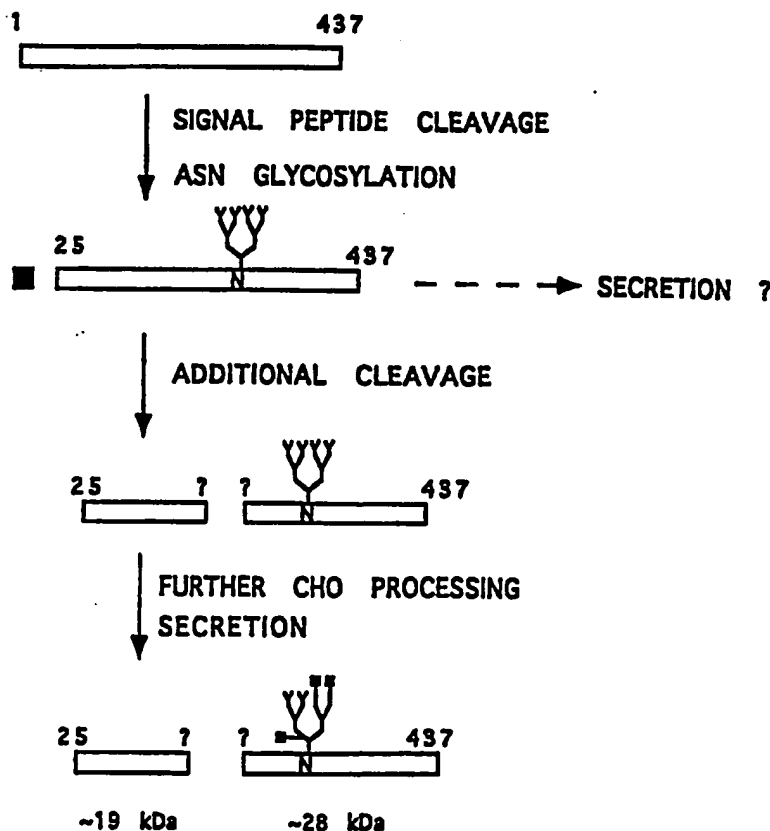 1 437
SIGNAL PEPTIDE CLEAVAGE
ASN GLYCOSYLATION
25 437
N
SECRETION ?
ADDITIONAL CLEAVAGE
25 ? ? 437
N
FURTHER CHO PROCESSING
SECRETION
25 ? ? 437
N
~19 kDa ~28 kDa